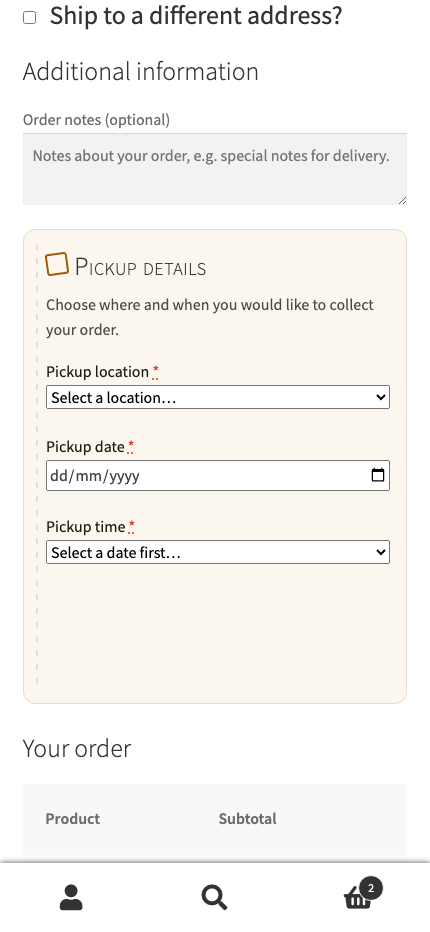 Ship to a different address?
Additional information
Order notes (optional)
Notes about your order, e.g. special notes for delivery.
Pickup details
Choose where and when you would like to collect
your order.
Pickup location *
Select a location...
Pickup date *
dd/mm/yyyy
Pickup time *
Select a date first...
Your order
Product Subtotal
2